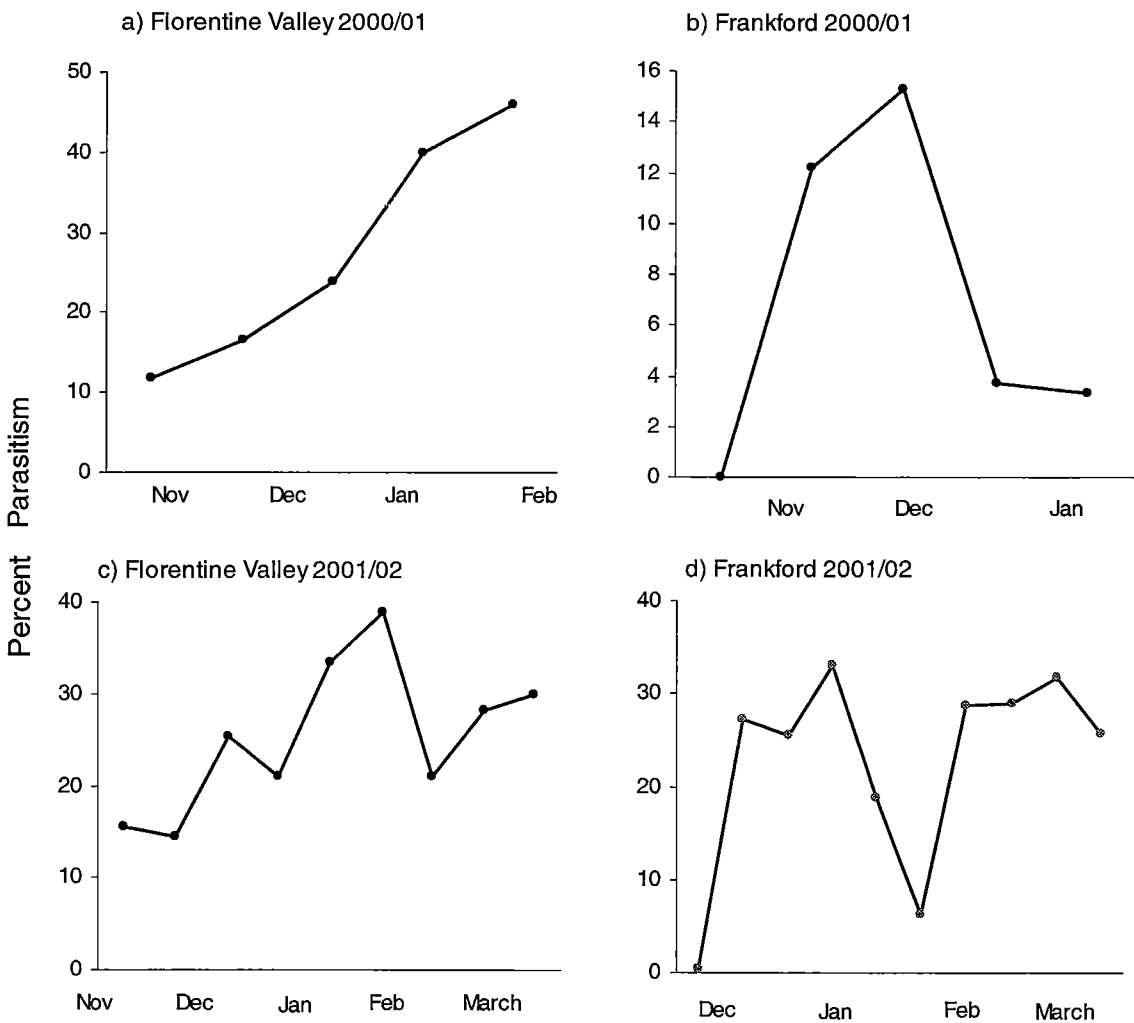 a) Florentine Valley 2000/01
50
40
30
20
10
0
Nov Dec Jan Feb
b) Frankford 2000/01
16
14
12
10
8
6
4
2
0
Nov Dec Jan
Percent Parasitism
c) Florentine Valley 2001/02
40
30
20
10
0
Nov Dec Jan Feb March
d) Frankford 2001/02
40
30
20
10
0
Dec Jan Feb March